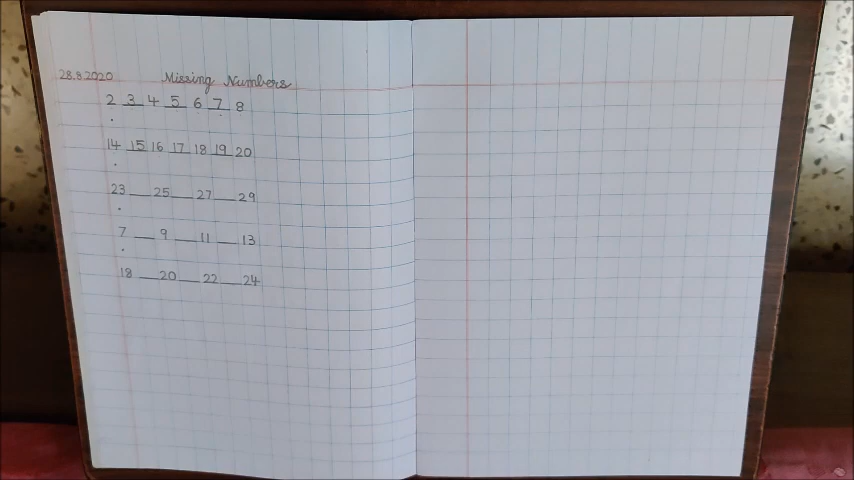 28.8.2020 Missing Numbers
2 3 4 5 6 7 8
14 15 16 17 18 19 20
23 __ 25 __ 27 __ 29
7 __ 9 __ 11 __ 13
18 __ 20 __ 22 __ 24